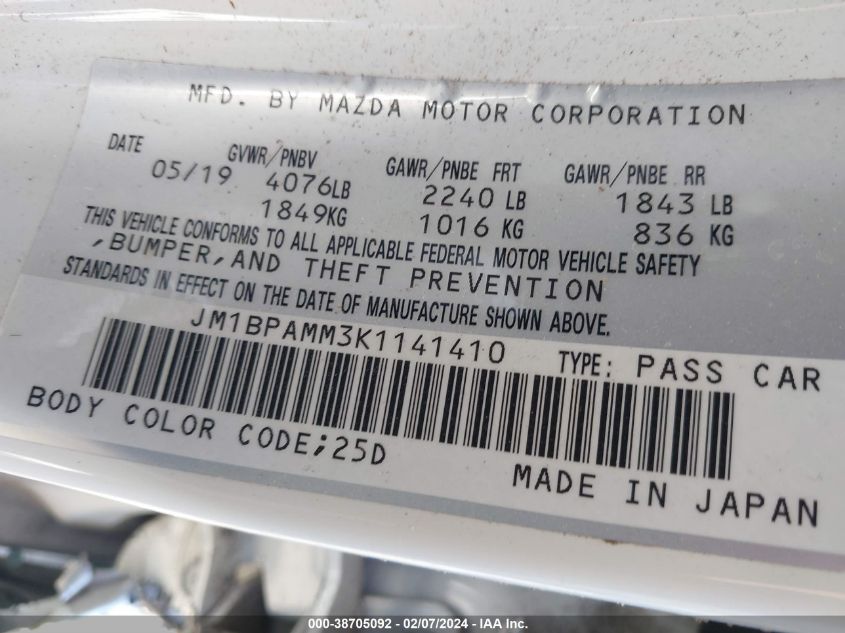 MFD. BY MAZDA MOTOR CORPORATION
DATE GVWR/PNBV GAWR/PNBE FRT GAWR/PNBE RR
05/19 4076LB 2240 LB 1843 LB
1849KG 1016 KG 836 KG
THIS VEHICLE CONFORMS TO ALL APPLICABLE FEDERAL MOTOR VEHICLE SAFETY
,BUMPER,AND THEFT PREVENTION
STANDARDS IN EFFECT ON THE DATE OF MANUFACTURE SHOWN ABOVE.
JM1BPAMM3K1141410 TYPE: PASS CAR
BODY COLOR CODE;25D
MADE IN JAPAN
000-38705092 - 02/07/2024 - IAA Inc.